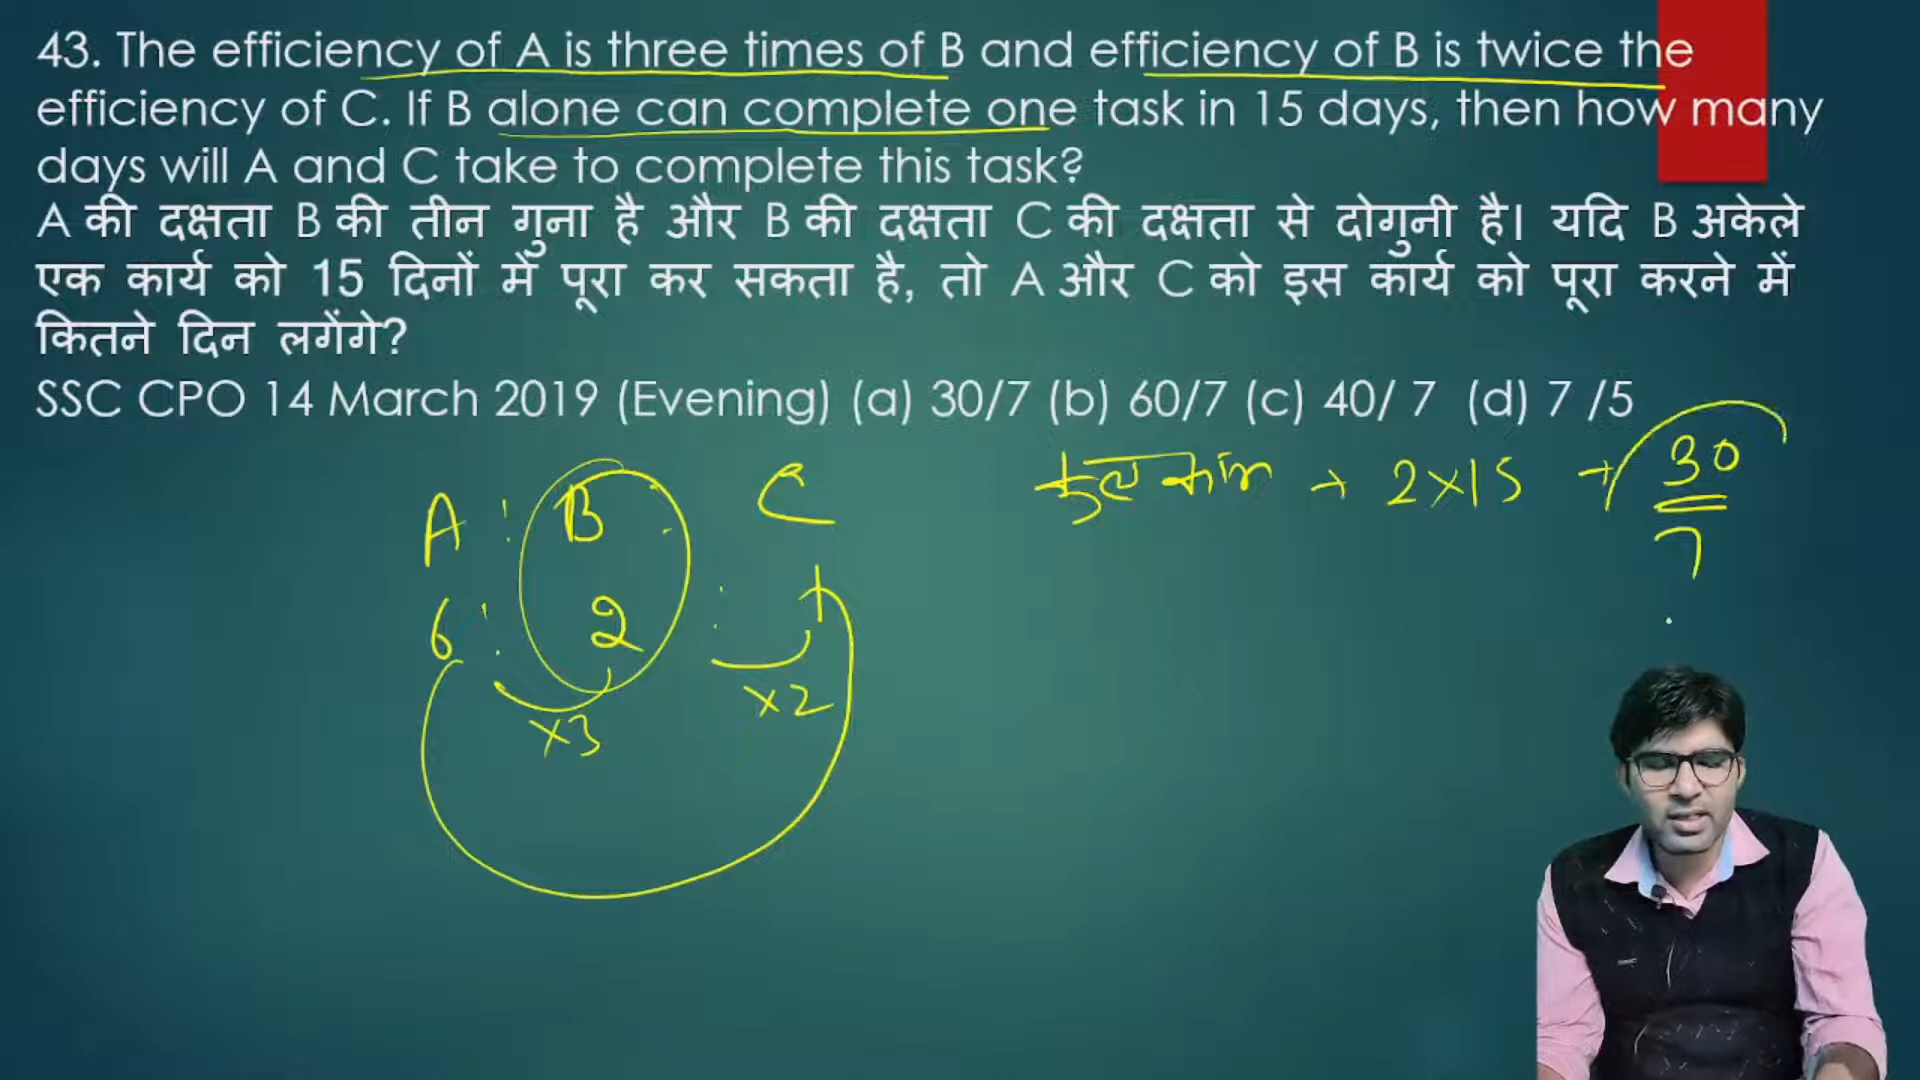 43. The efficiency of A is three times of B and efficiency of B is twice the
efficiency of C. If B alone can complete one task in 15 days, then how many
days will A and C take to complete this task?
A की दक्षता B की तीन गुना है और B की दक्षता C की दक्षता से दोगुनी है। यदि B अकेले
एक कार्य को 15 दिनों में पूरा कर सकता है, तो A और C को इस कार्य को पूरा करने में
कितने दिन लगेंगे?
SSC CPO 14 March 2019 (Evening) (a) 30/7 (b) 60/7 (c) 40/ 7 (d) 7 /5
A : B : C
6 : 2 : 1
×3 ×2
कुल काम → 2×15 → 30
7